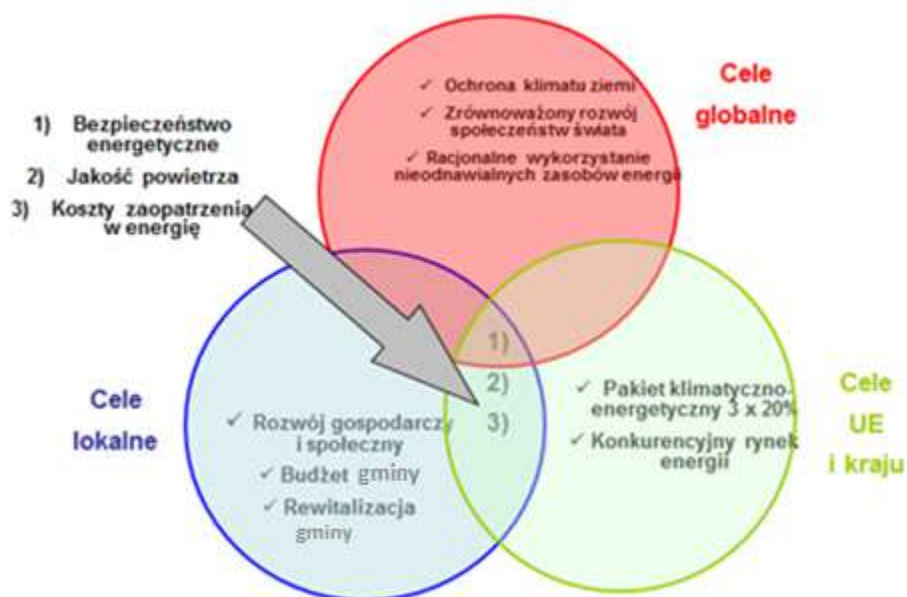 ✓ Ochrona klimatu ziemi
✓ Zrównoważony rozwój
społeczeństw świata
✓ Racjonalne wykorzystanie
nieodnawialnych zasobów energii
Cele
globalne
1) Bezpieczeństwo
energetyczne
2) Jakość powietrza
3) Koszty zaopatrzenia
w energię
1)
2)
3)
Cele
lokalne
✓ Rozwój gospodarczy
i społeczny
✓ Budżet gminy
✓ Rewitalizacja
gminy
✓ Pakiet klimatyczno-
energetyczny 3 x 20%
✓ Konkurencyjny rynek
energii
Cele
UE
i kraju